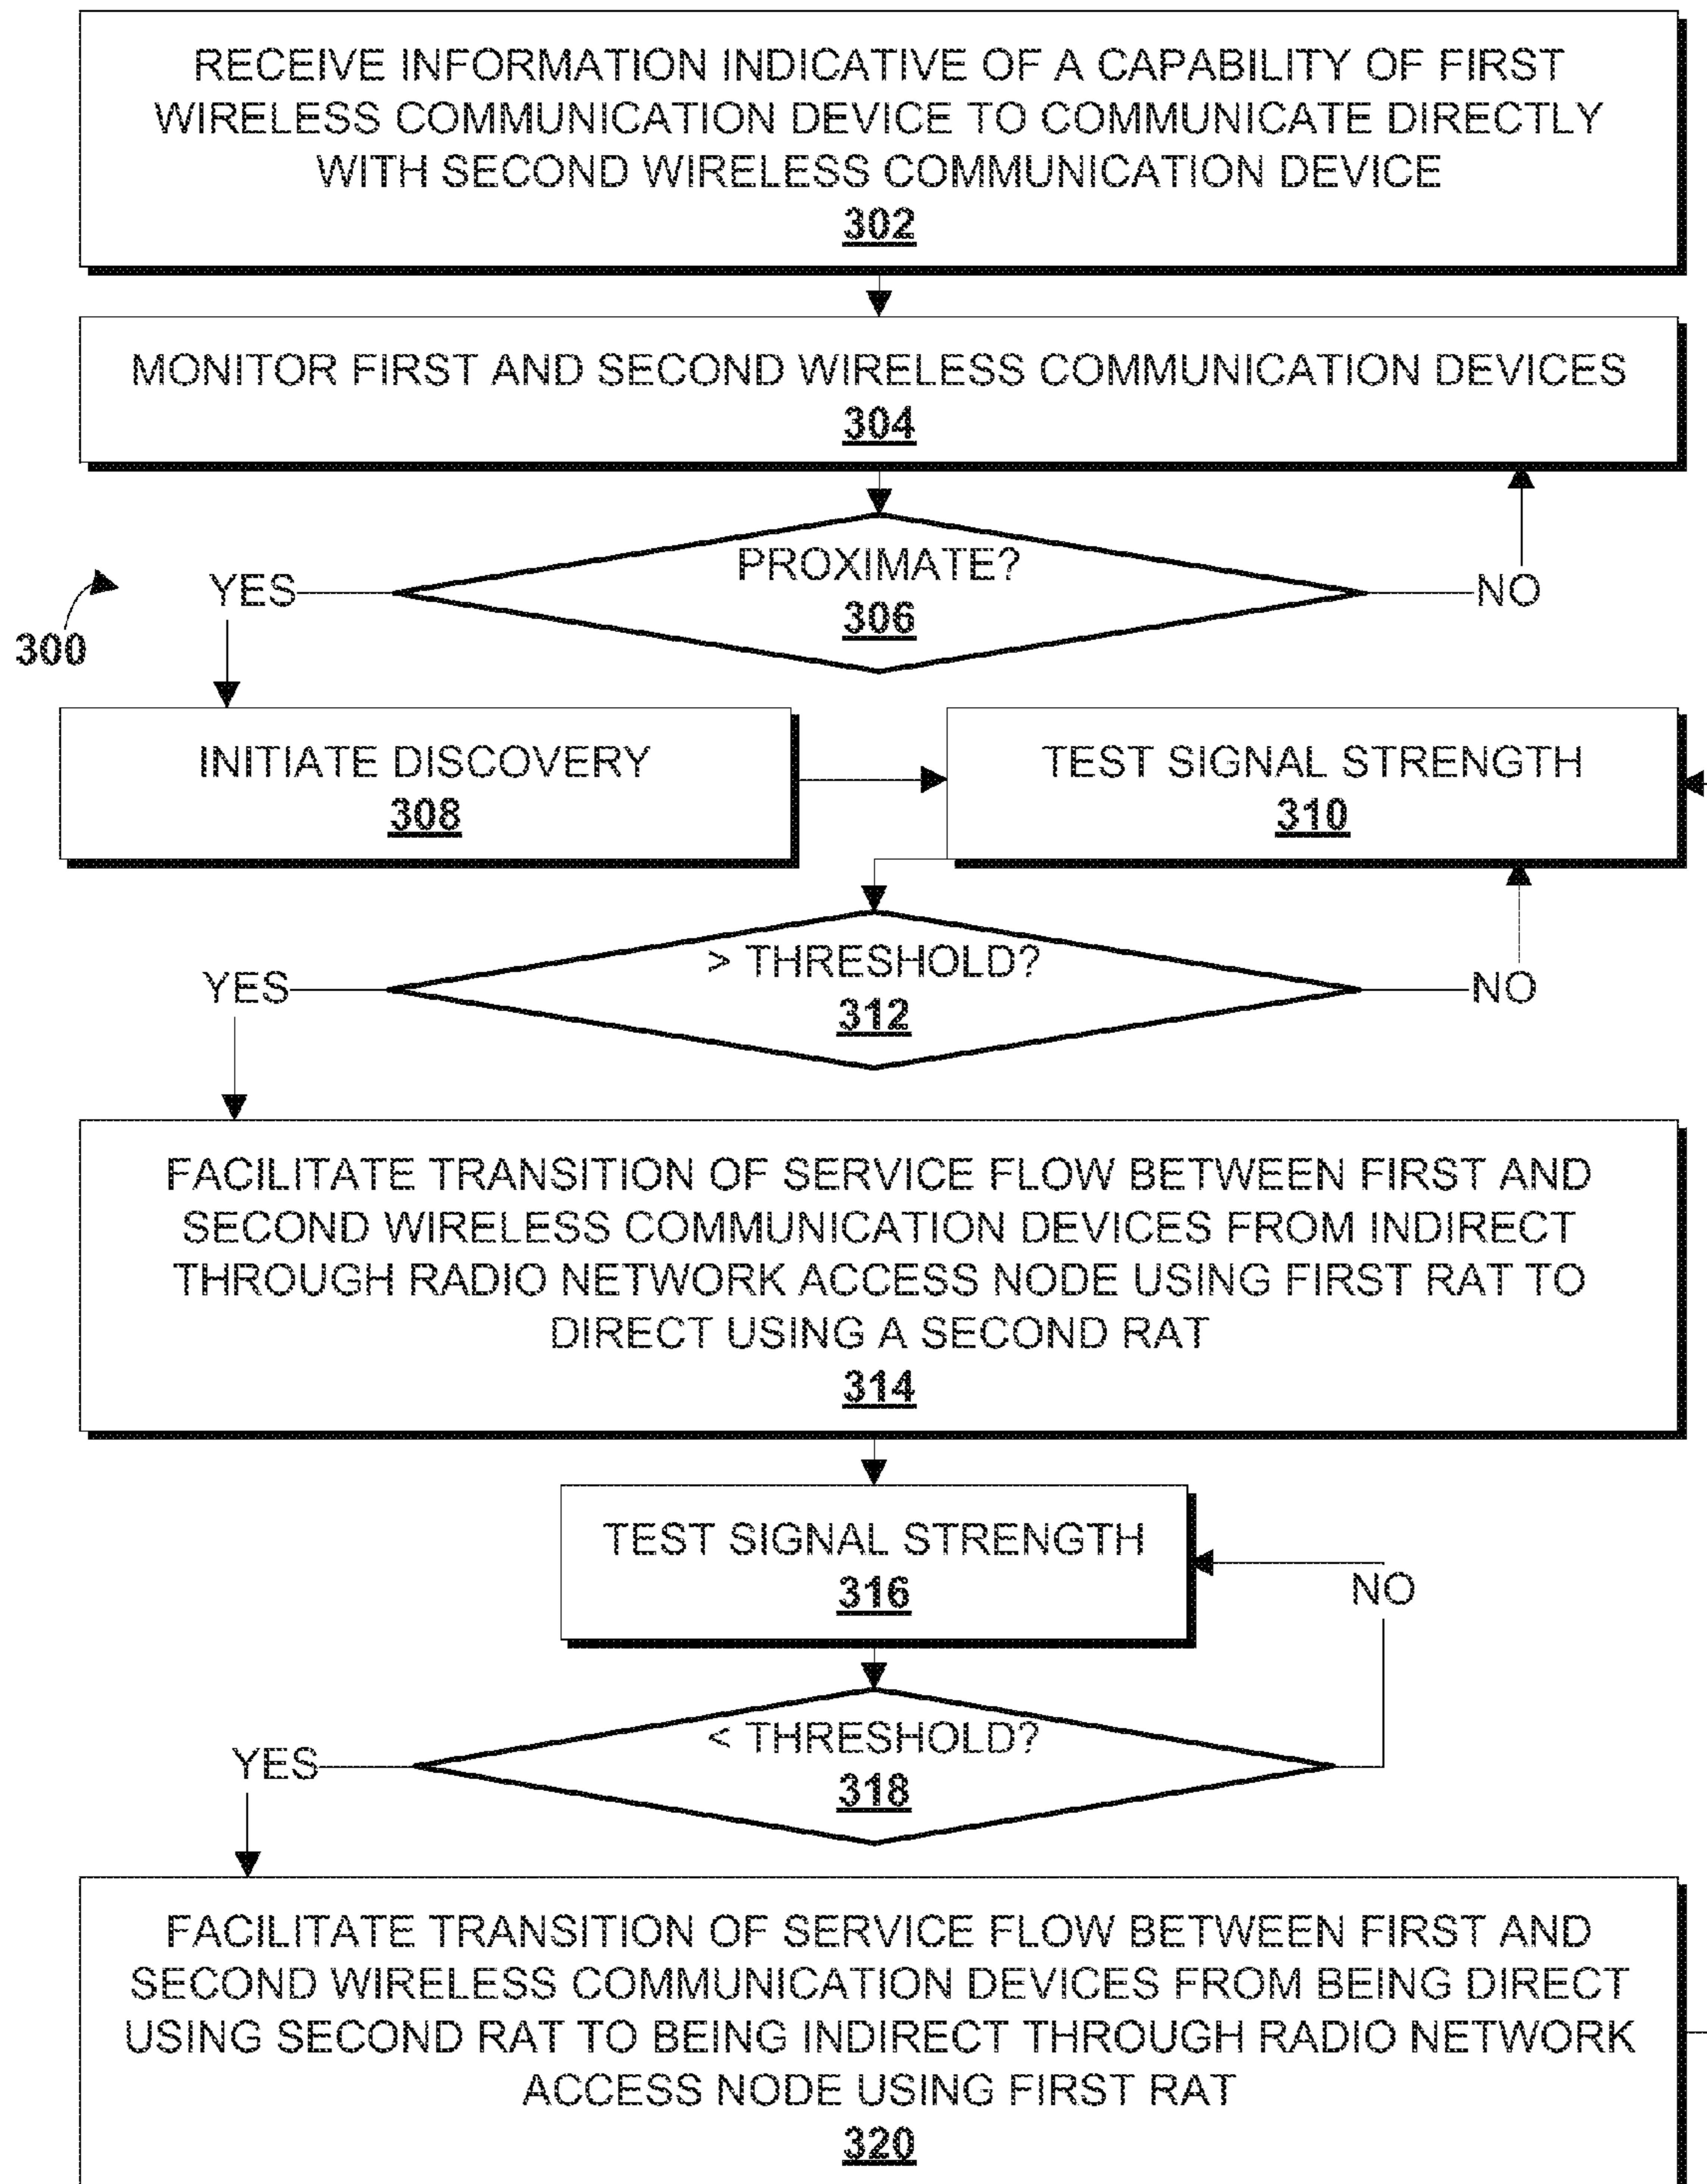 RECEIVE INFORMATION INDICATIVE OF A CAPABILITY OF FIRST
WIRELESS COMMUNICATION DEVICE TO COMMUNICATE DIRECTLY
WITH SECOND WIRELESS COMMUNICATION DEVICE
302
MONITOR FIRST AND SECOND WIRELESS COMMUNICATION DEVICES
304
PROXIMATE?
306
YES
NO
300
INITIATE DISCOVERY
308
TEST SIGNAL STRENGTH
310
> THRESHOLD?
312
YES
NO
FACILITATE TRANSITION OF SERVICE FLOW BETWEEN FIRST AND
SECOND WIRELESS COMMUNICATION DEVICES FROM INDIRECT
THROUGH RADIO NETWORK ACCESS NODE USING FIRST RAT TO
DIRECT USING A SECOND RAT
314
TEST SIGNAL STRENGTH
316
NO
< THRESHOLD?
318
YES
FACILITATE TRANSITION OF SERVICE FLOW BETWEEN FIRST AND
SECOND WIRELESS COMMUNICATION DEVICES FROM BEING DIRECT
USING SECOND RAT TO BEING INDIRECT THROUGH RADIO NETWORK
ACCESS NODE USING FIRST RAT
320